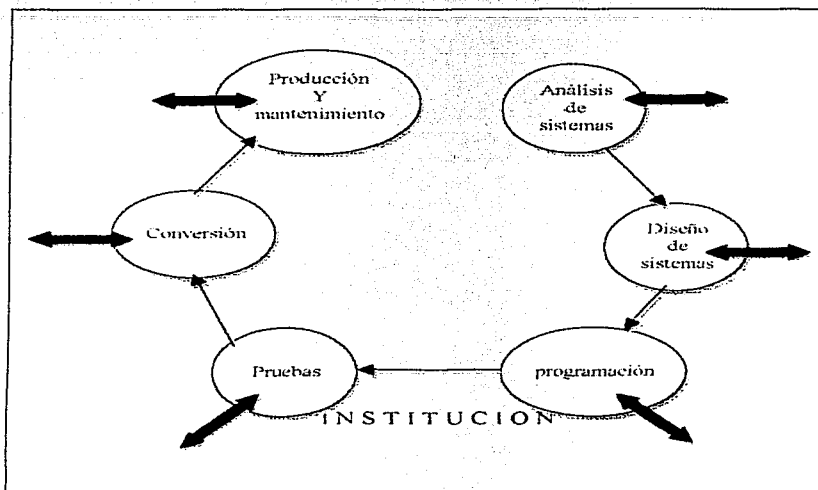 Producción
Y
mantenimiento
Análisis
de
sistemas
Conversión
Diseño
de
sistemas
Pruebas
programación
INSTITUCION